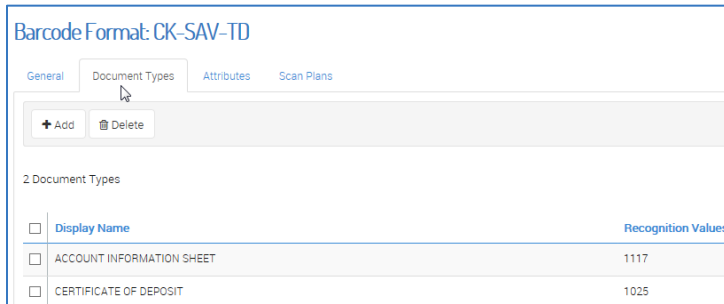 Barcode Format: CK-SAV-TD
General Document Types Attributes Scan Plans
+ Add Delete
2 Document Types
Display Name Recognition Values
ACCOUNT INFORMATION SHEET 1117
CERTIFICATE OF DEPOSIT 1025